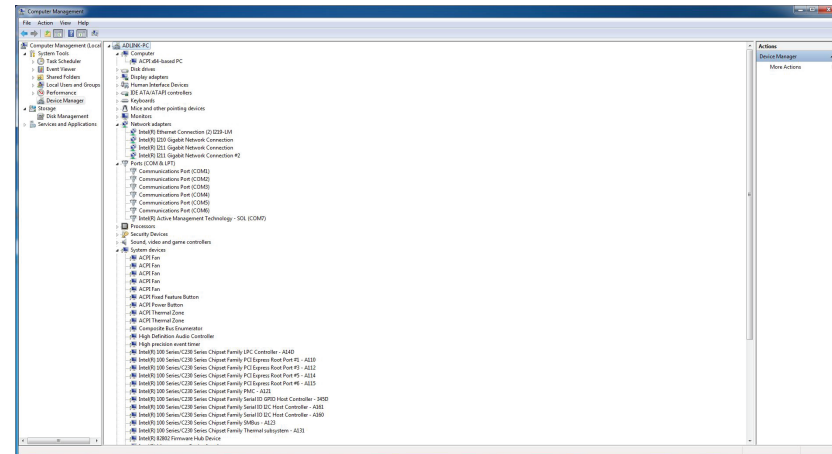 Computer Management
File Action View Help
Computer Management (Local
System Tools
Task Scheduler
Event Viewer
Shared Folders
Local Users and Groups
Performance
Device Manager
Storage
Disk Management
Services and Applications
ADLINK-PC
Computer
ACPI x64-based PC
Disk drives
Display adapters
Human Interface Devices
IDE ATA/ATAPI controllers
Keyboards
Mice and other pointing devices
Monitors
Network adapters
Intel(R) Ethernet Connection (2) I219-LM
Intel(R) I210 Gigabit Network Connection
Intel(R) I211 Gigabit Network Connection
Intel(R) I211 Gigabit Network Connection #2
Ports (COM & LPT)
Communications Port (COM1)
Communications Port (COM2)
Communications Port (COM3)
Communications Port (COM4)
Communications Port (COM5)
Communications Port (COM6)
Intel(R) Active Management Technology - SOL (COM7)
Processors
Security Devices
Sound, video and game controllers
System devices
ACPI Fan
ACPI Fan
ACPI Fan
ACPI Fan
ACPI Fan
ACPI Fixed Feature Button
ACPI Power Button
ACPI Thermal Zone
ACPI Thermal Zone
Composite Bus Enumerator
High Definition Audio Controller
High precision event timer
Intel(R) 100 Series/C230 Series Chipset Family LPC Controller - A14D
Intel(R) 100 Series/C230 Series Chipset Family PCI Express Root Port #1 - A110
Intel(R) 100 Series/C230 Series Chipset Family PCI Express Root Port #3 - A112
Intel(R) 100 Series/C230 Series Chipset Family PCI Express Root Port #5 - A114
Intel(R) 100 Series/C230 Series Chipset Family PCI Express Root Port #6 - A115
Intel(R) 100 Series/C230 Series Chipset Family PMC - A121
Intel(R) 100 Series/C230 Series Chipset Family Serial IO GPIO Host Controller - 345D
Intel(R) 100 Series/C230 Series Chipset Family Serial IO I2C Host Controller - A161
Intel(R) 100 Series/C230 Series Chipset Family Serial IO I2C Host Controller - A160
Intel(R) 100 Series/C230 Series Chipset Family SMBus - A123
Intel(R) 100 Series/C230 Series Chipset Family Thermal subsystem - A131
Intel(R) 82802 Firmware Hub Device
Actions
Device Manager
More Actions